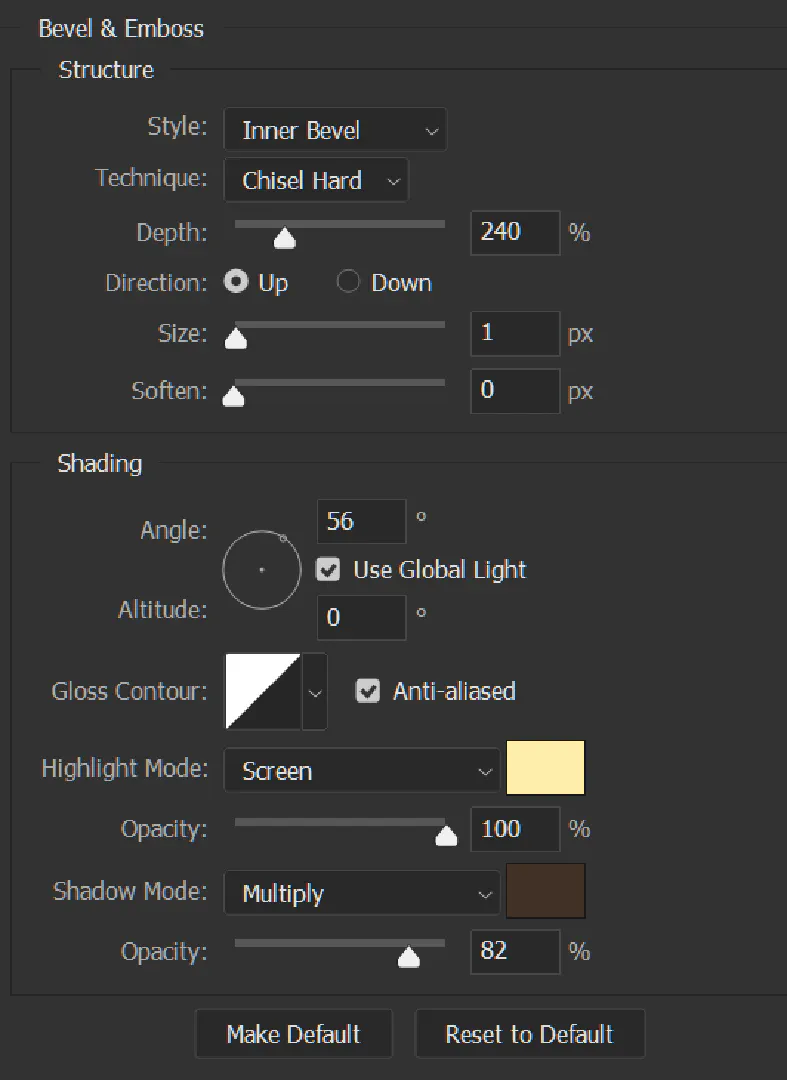 Bevel & Emboss
Structure
Style: Inner Bevel
Technique: Chisel Hard
Depth: 240 %
Direction: Up Down
Size: 1 px
Soften: 0 px
Shading
Angle: 56 °
Use Global Light
Altitude: 0 °
Gloss Contour: Anti-aliased
Highlight Mode: Screen
Opacity: 100 %
Shadow Mode: Multiply
Opacity: 82 %
Make Default Reset to Default